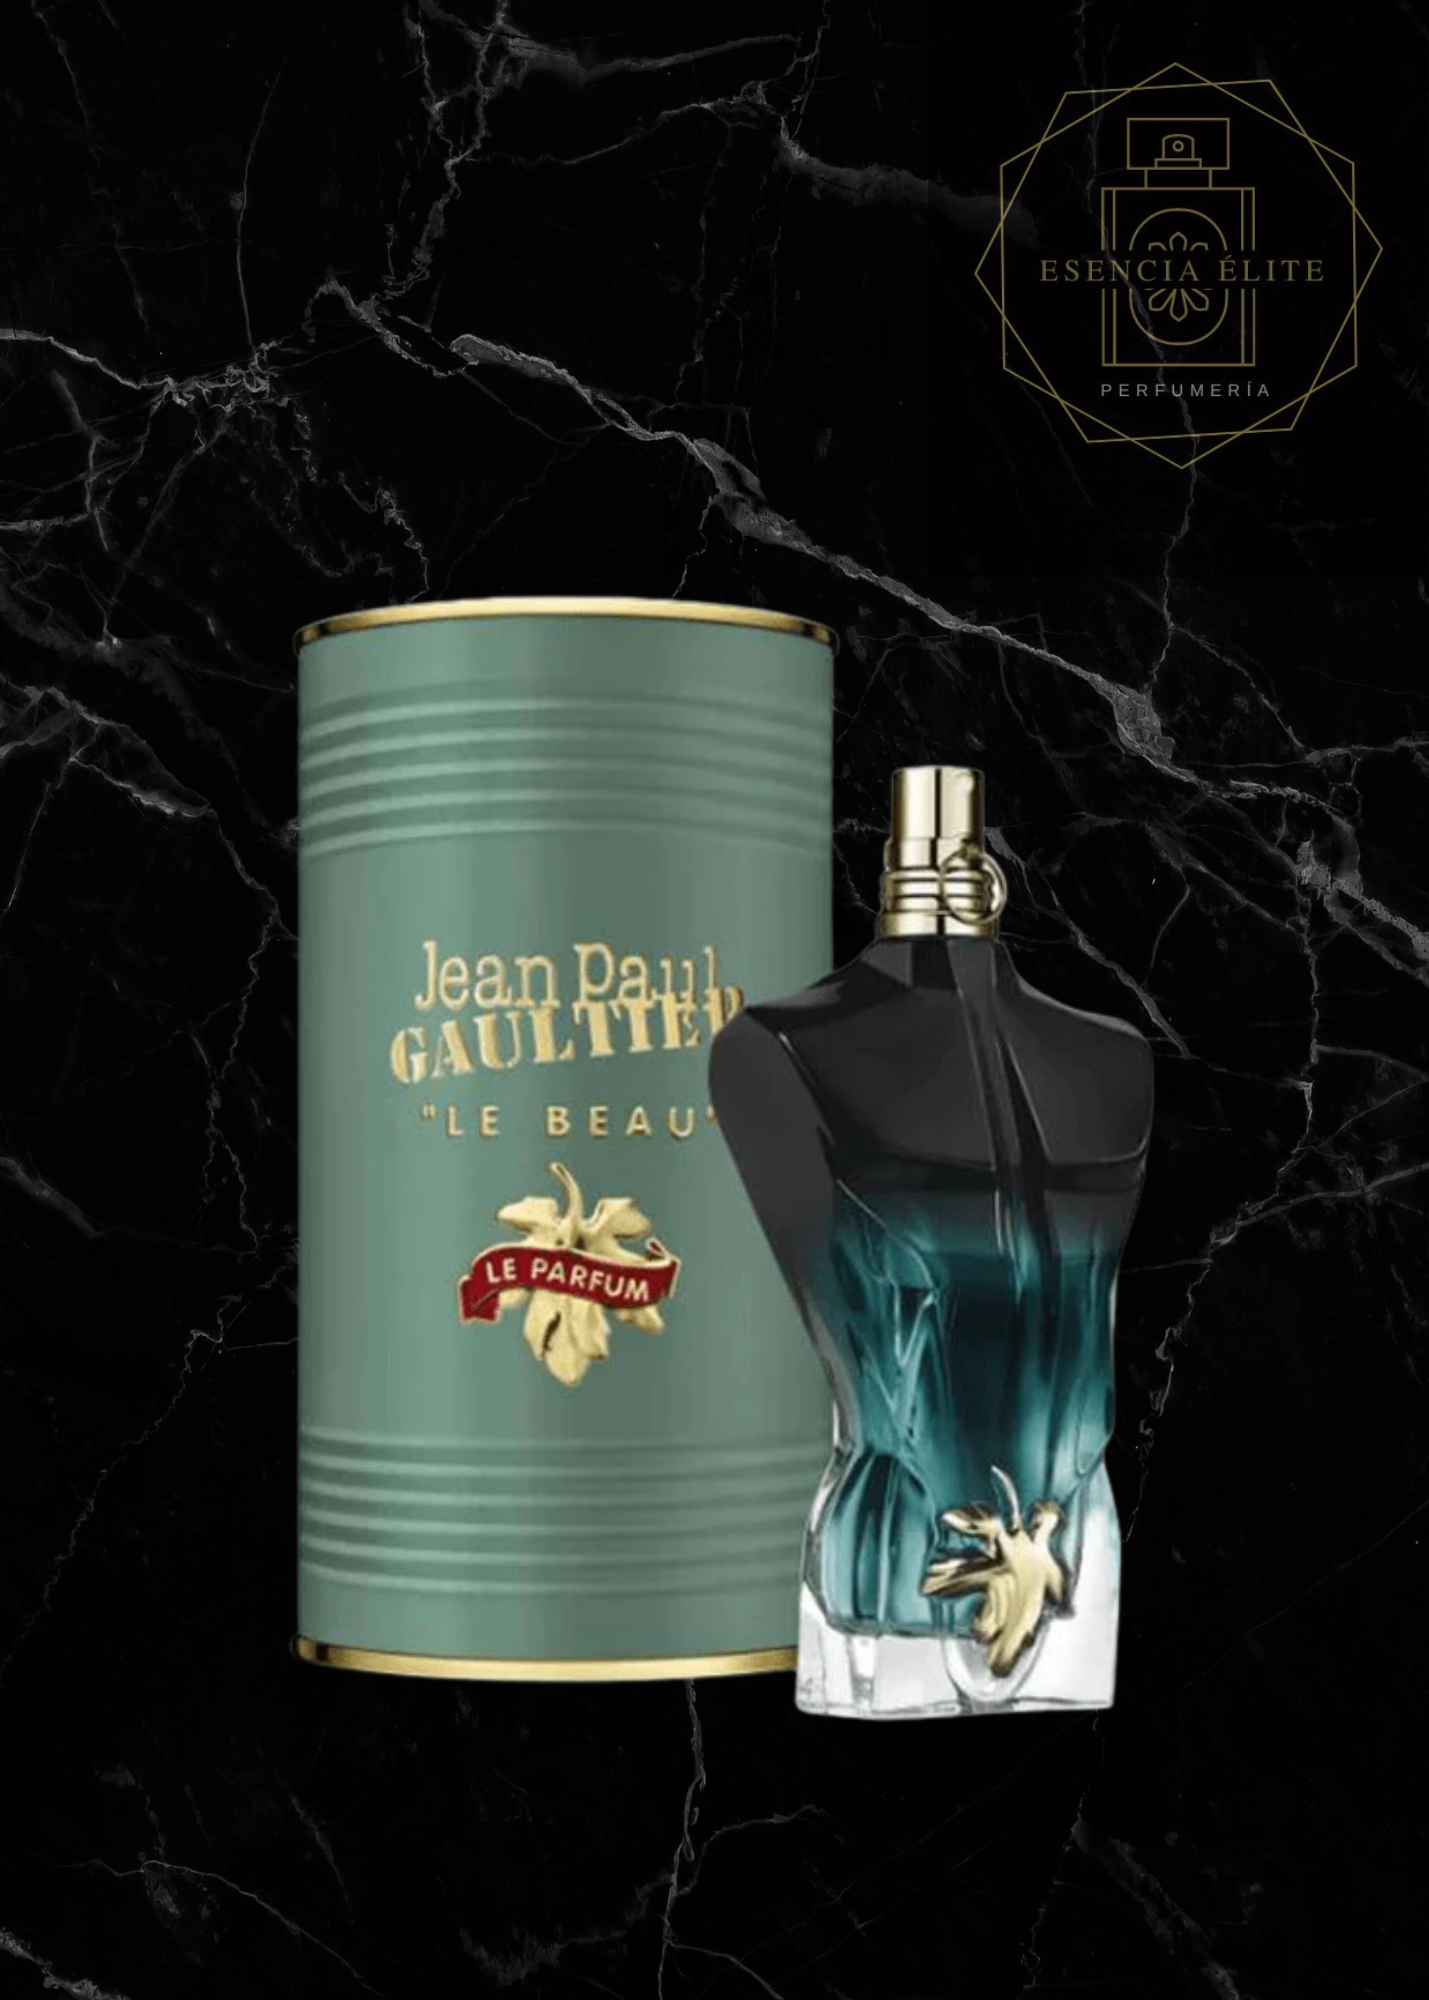 ESENCIA ÉLITE
PERFUMERÍA
Jean Paul
GAULTIER
"LE BEAU"
LE PARFUM